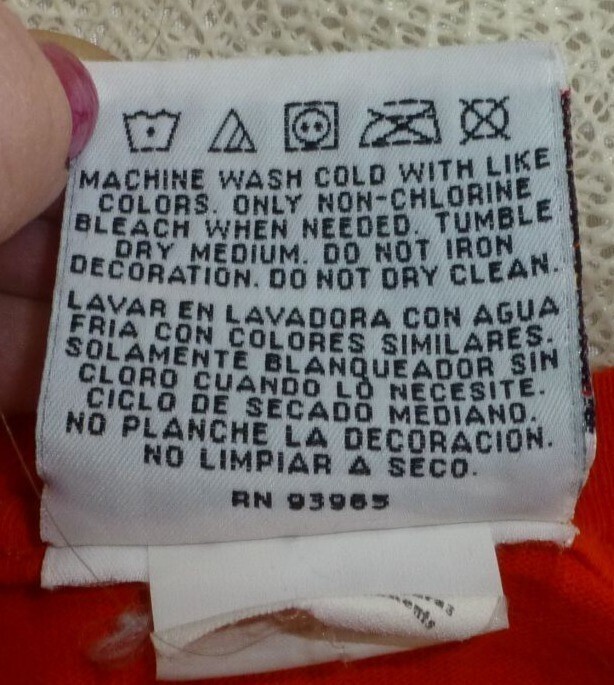 MACHINE WASH COLD WITH LIKE
COLORS. ONLY NON-CHLORINE
BLEACH WHEN NEEDED. TUMBLE
DRY MEDIUM. DO NOT IRON
DECORATION. DO NOT DRY CLEAN.
LAVAR EN LAVADORA CON AGUA
FRIA CON COLORES SIMILARES.
SOLAMENTE BLANQUEADOR SIN
CLORO CUANDO LO NECESITE.
CICLO DE SECADO MEDIANO.
NO PLANCHE LA DECORACION.
NO LIMPIAR A SECO.
RN 93965